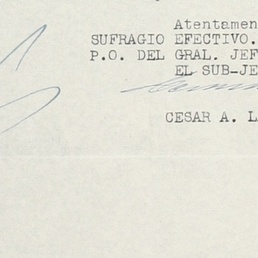 Atentamen
SUFRAGIO EFECTIVO.
P.O. DEL GRAL. JEF
EL SUB-JE
CESAR A. L